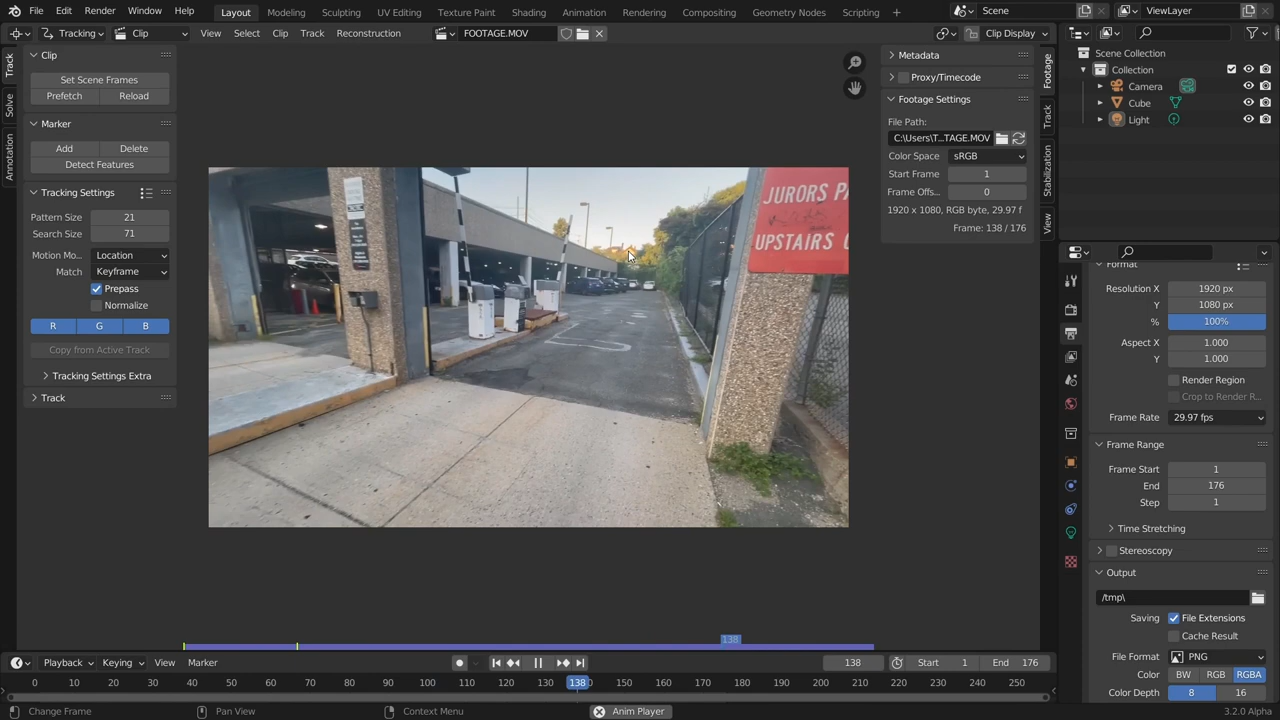 File Edit Render Window Help Layout Modeling Sculpting UV Editing Texture Paint Shading Animation Rendering Compositing Geometry Nodes Scripting + Scene ViewLayer
Tracking Clip View Select Clip Track Reconstruction FOOTAGE.MOV Clip Display
Track
Solve
Annotation
Clip
Set Scene Frames
Prefetch Reload
Marker
Add Delete
Detect Features
Tracking Settings
Pattern Size 21
Search Size 71
Motion Mo... Location
Match Keyframe
Prepass
Normalize
R G B
Copy from Active Track
Tracking Settings Extra
Track
JURORS PA
UPSTAIRS
Metadata
Proxy/Timecode
Footage Settings
File Path:
C:\Users\T...TAGE.MOV
Color Space sRGB
Start Frame 1
Frame Offs... 0
1920 x 1080, RGB byte, 29.97 f
Frame: 138 / 176
Footage
Track
Stabilization
View
Scene Collection
Collection
Camera
Cube
Light
Format
Resolution X 1920 px
Y 1080 px
% 100%
Aspect X 1.000
Y 1.000
Render Region
Crop to Render R...
Frame Rate 29.97 fps
Frame Range
Frame Start 1
End 176
Step 1
Time Stretching
Stereoscopy
Output
/tmp\
Saving File Extensions
Cache Result
File Format PNG
Color BW RGB RGBA
Color Depth 8 16
138
Playback Keying View Marker 138 Start 1 End 176
0 10 20 30 40 50 60 70 80 90 100 110 120 130 138 150 160 170 180 190 200 210 220 230 240 250
Change Frame Pan View Context Menu Anim Player 3.2.0 Alpha